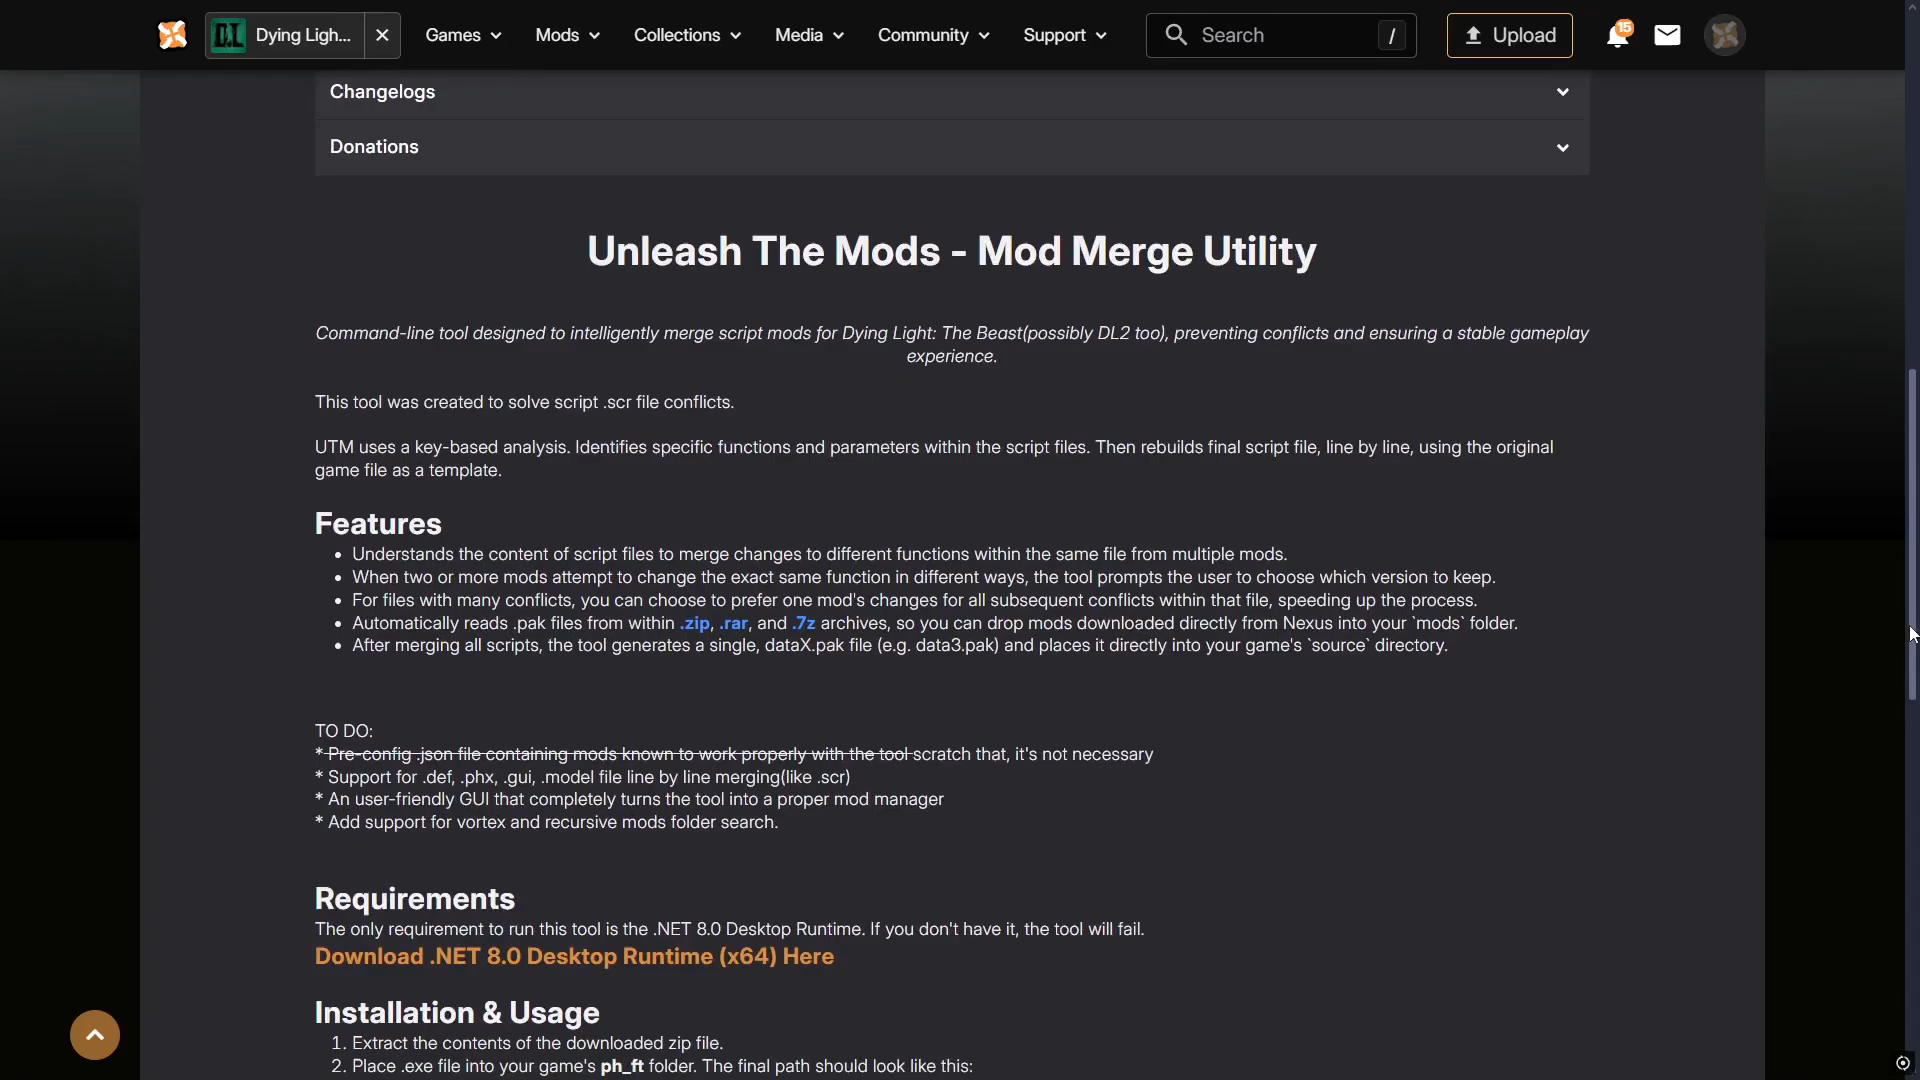 DL Dying Ligh...
Games
Mods
Collections
Media
Community
Support
Search
/
Upload
15
Changelogs
Donations
Unleash The Mods - Mod Merge Utility
Command-line tool designed to intelligently merge script mods for Dying Light: The Beast(possibly DL2 too), preventing conflicts and ensuring a stable gameplay
experience.
This tool was created to solve script .scr file conflicts.
UTM uses a key-based analysis. Identifies specific functions and parameters within the script files. Then rebuilds final script file, line by line, using the original
game file as a template.
Features
• Understands the content of script files to merge changes to different functions within the same file from multiple mods.
• When two or more mods attempt to change the exact same function in different ways, the tool prompts the user to choose which version to keep.
• For files with many conflicts, you can choose to prefer one mod's changes for all subsequent conflicts within that file, speeding up the process.
• Automatically reads .pak files from within .zip, .rar, and .7z archives, so you can drop mods downloaded directly from Nexus into your `mods` folder.
• After merging all scripts, the tool generates a single, dataX.pak file (e.g. data3.pak) and places it directly into your game's `source` directory.
TO DO:
* Pre-config .json file containing mods known to work properly with the tool scratch that, it's not necessary
* Support for .def, .phx, .gui, .model file line by line merging(like .scr)
* An user-friendly GUI that completely turns the tool into a proper mod manager
* Add support for vortex and recursive mods folder search.
Requirements
The only requirement to run this tool is the .NET 8.0 Desktop Runtime. If you don't have it, the tool will fail.
Download .NET 8.0 Desktop Runtime (x64) Here
Installation & Usage
1. Extract the contents of the downloaded zip file.
2. Place .exe file into your game's ph_ft folder. The final path should look like this: